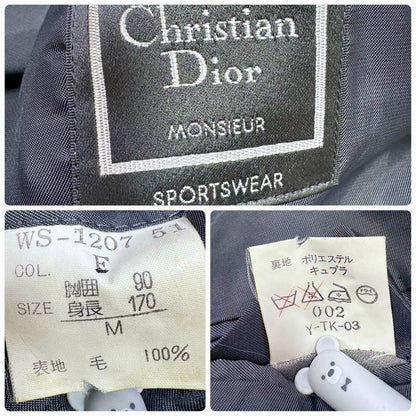 Christian
Dior
MONSIEUR
SPORTSWEAR
WS-1207 51
COL. E
SIZE 胸囲 90
身長 170
M
表地 毛 100%
裏地 ポリエステル
キュプラ
002
Y-TK-03